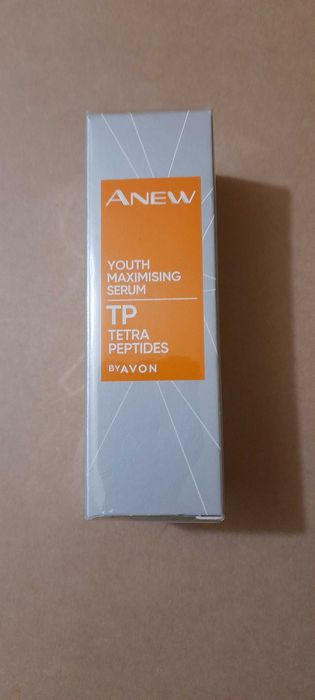 ANEW
YOUTH
MAXIMISING
SERUM
TP
TETRA
PEPTIDES
BY AVON